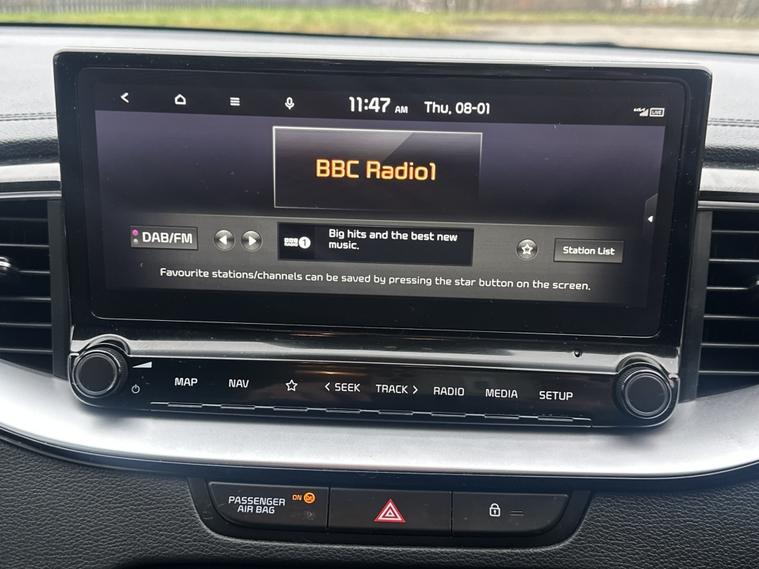 11:47 AM Thu, 08-01
BBC Radio1
DAB/FM
BBC 1
Big hits and the best new
music.
Station List
Favourite stations/channels can be saved by pressing the star button on the screen.
MAP NAV SEEK TRACK RADIO MEDIA SETUP
PASSENGER
AIR BAG
ON